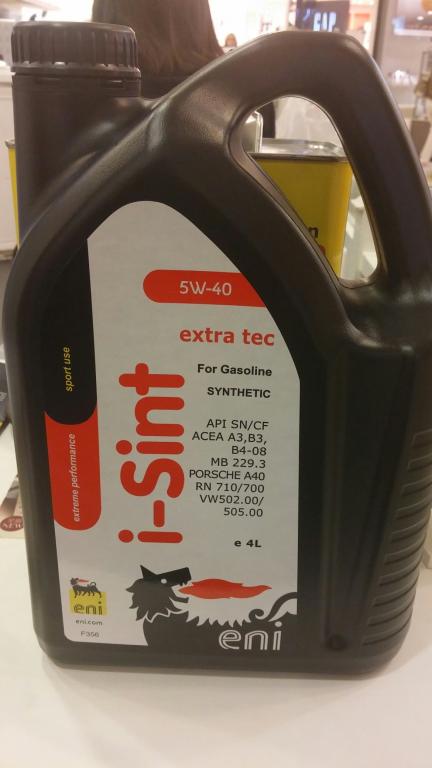 5W-40
extra tec
For Gasoline
SYNTHETIC
API SN/CF
ACEA A3,B3,
B4-08
MB 229.3
PORSCHE A40
RN 710/700
VW502.00/
505.00
e 4L
i-Sint
sport use
extreme performance
eni
eni.com
F356
eni
GAP